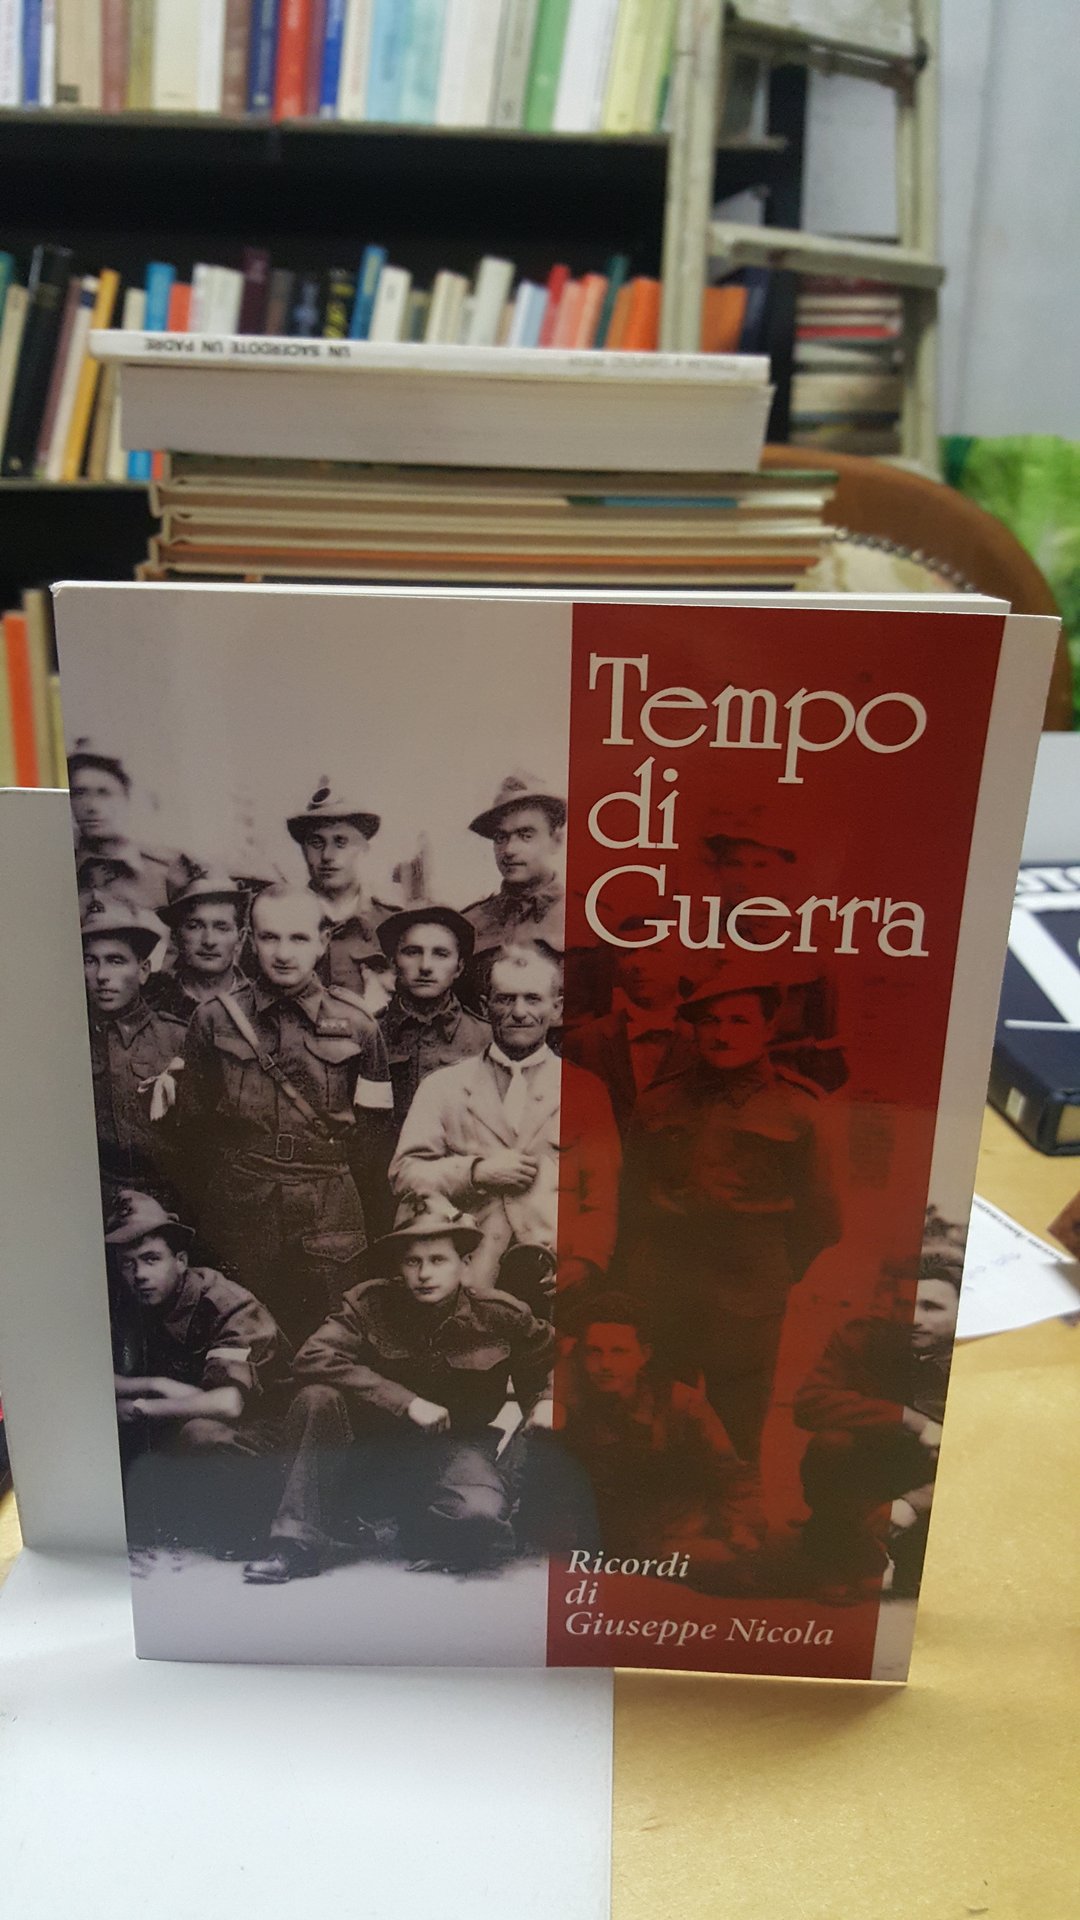 UN SACERDOTE UN PADRE
Tempo
di
Guerra
Ricordi
di
Giuseppe Nicola